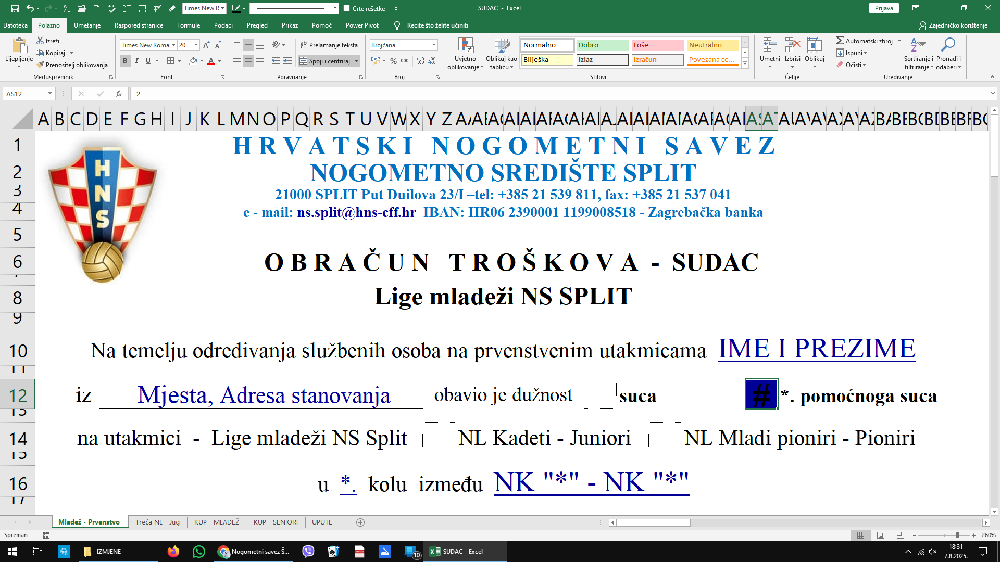 Times New R
Crte rešetke
SUDAC - Excel
Prijava
Datoteka Polazno Umetanje Raspored stranice Formule Podaci Pregled Prikaz Pomoć Power Pivot Recite što želite učiniti Zajedničko korištenje
Lijepljenje
Izreži
Kopiraj
Prenositelj oblikovanja
Međuspremnik
Times New Roma 20
B I U
Font
Prelamanje teksta
Spoji i centriraj
Poravnanje
Brojčana
% 000
Broj
Uvjetno oblikovanje
Oblikuj kao tablicu
Normalno Dobro Loše Neutralno
Bilješka Izlaz Izračun Povezana će...
Stilovi
Umetni Izbriši Oblikuj
Ćelije
Automatski zbroj
Ispuni
Očisti
Sortiranje i filtriranje
Pronađi i odaberi
Uređivanje
AS12 fx 2
A B C D E F G H I J K L M N O P Q R S T U V W X Y Z
1 H R V A T S K I N O G O M E T N I S A V E Z
2 NOGOMETNO SREDIŠTE SPLIT
3 21000 SPLIT Put Duilova 23/I –tel: +385 21 539 811, fax: +385 21 537 041
4 e - mail: ns.split@hns-cff.hr IBAN: HR06 2390001 1199008518 - Zagrebačka banka
HNS
5
6 O B R A Č U N T R O Š K O V A - SUDAC
8 Lige mladeži NS SPLIT
9
10 Na temelju određivanja službenih osoba na prvenstvenim utakmicama IME I PREZIME
11
12 iz Mjesta, Adresa stanovanja obavio je dužnost suca # *. pomoćnoga suca
13
14 na utakmici - Lige mladeži NS Split NL Kadeti - Juniori NL Mlađi pioniri - Pioniri
15
16 u *. kolu između NK "*" - NK "*"
17
Mladež - Prvenstvo Treća NL - Jug KUP - MLADEŽ KUP - SENIORI UPUTE
Spreman 260%
IZMJENE Nogometni savez Š... 10 SUDAC - Excel
18:31
7.8.2025.